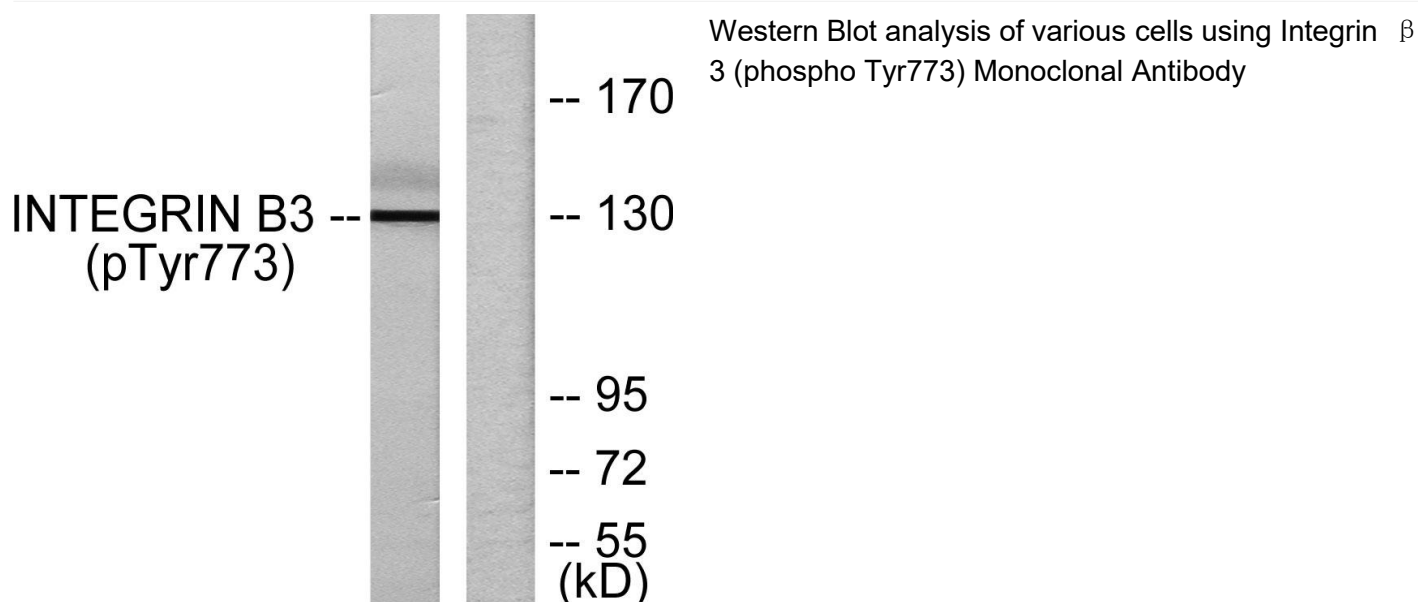 Western Blot analysis of various cells using Integrin β
3 (phospho Tyr773) Monoclonal Antibody
-- 170
INTEGRIN B3 --
(pTyr773)
-- 130
-- 95
-- 72
-- 55
(kD)